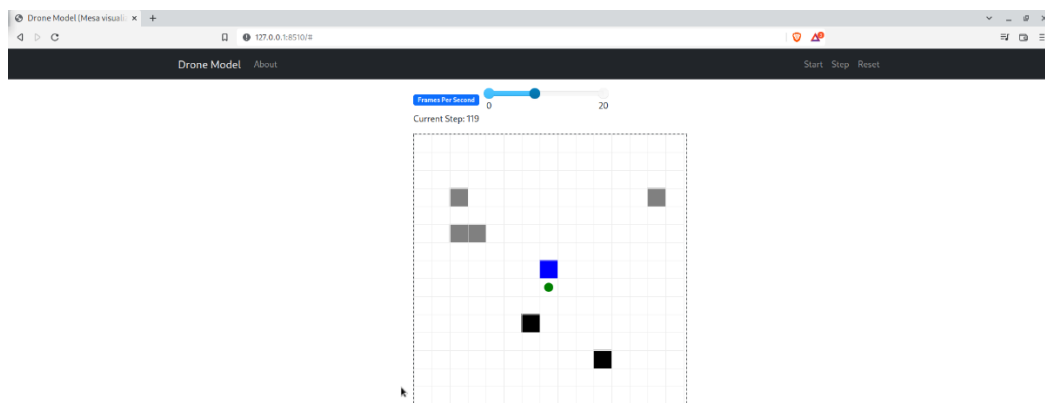 Drone Model (Mesa visuali
127.0.0.1:8510/#
Drone Model About Start Step Reset
Frames Per Second
0 20
Current Step: 119